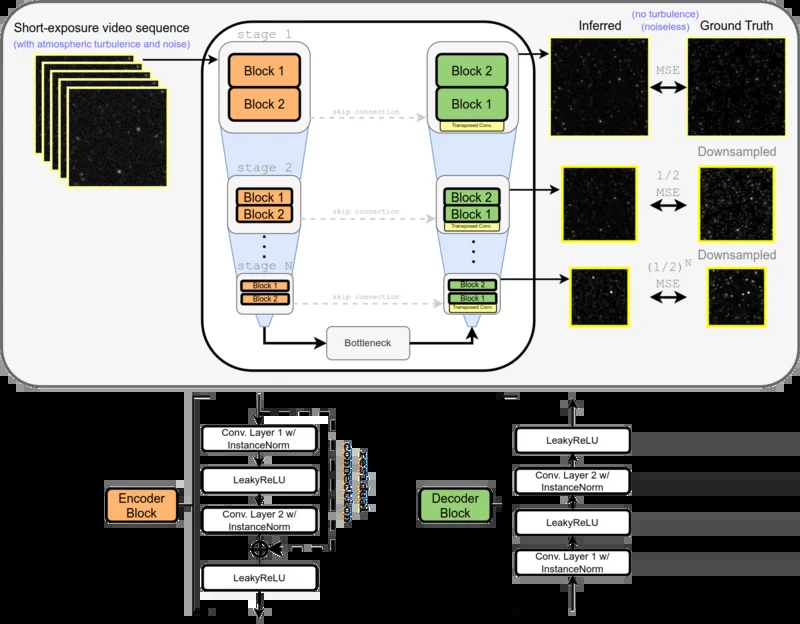 Short-exposure video sequence
(with atmospheric turbulence and noise)
stage 1
Block 1
Block 2
skip connection
Block 2
Block 1
Transposed Conv.
stage 2
Block 1
Block 2
skip connection
Block 2
Block 1
Transposed Conv.
stage N
Block 1
Block 2
skip connection
Block 2
Block 1
Transposed Conv.
Bottleneck
(no turbulence)
Inferred
(noiseless)
Ground Truth
MSE
Downsampled
1/2
MSE
Downsampled
(1/2)^N
MSE
Encoder
Block
Conv. Layer 1 w/
InstanceNorm
LeakyReLU
Conv. Layer 2 w/
InstanceNorm
LeakyReLU
Decoder
Block
LeakyReLU
Conv. Layer 2 w/
InstanceNorm
LeakyReLU
Conv. Layer 1 w/
InstanceNorm